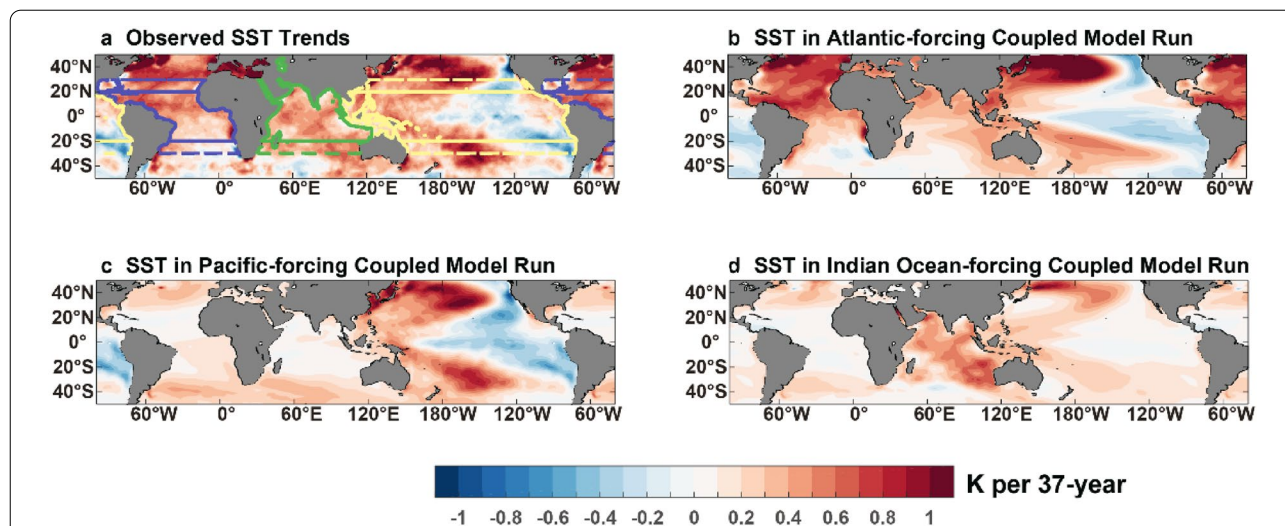 a Observed SST Trends
40°N
20°N
0°
20°S
40°S
60°W 0° 60°E 120°E 180°W 120°W 60°W
b SST in Atlantic-forcing Coupled Model Run
40°N
20°N
0°
20°S
40°S
60°W 0° 60°E 120°E 180°W 120°W 60°W
c SST in Pacific-forcing Coupled Model Run
40°N
20°N
0°
20°S
40°S
60°W 0° 60°E 120°E 180°W 120°W 60°W
d SST in Indian Ocean-forcing Coupled Model Run
40°N
20°N
0°
20°S
40°S
60°W 0° 60°E 120°E 180°W 120°W 60°W
K per 37-year
-1 -0.8 -0.6 -0.4 -0.2 0 0.2 0.4 0.6 0.8 1